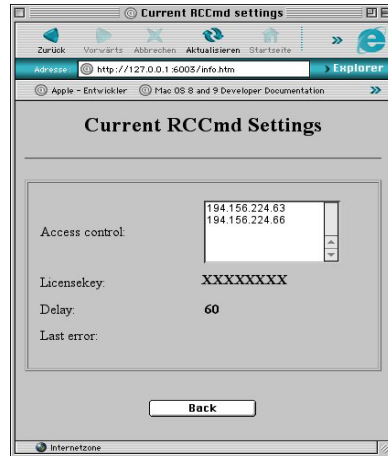 Current RCCmd settings
Zurück Vorwärts Abbrechen Aktualisieren Startseite »
Adresse: http://127.0.0.1:6003/info.htm › Explorer
Apple - Entwickler Mac OS 8 and 9 Developer Documentation »
Current RCCmd Settings
194.156.224.63
194.156.224.66
Access control:
Licensekey: XXXXXXXX
Delay: 60
Last error:
Back
Internetzone